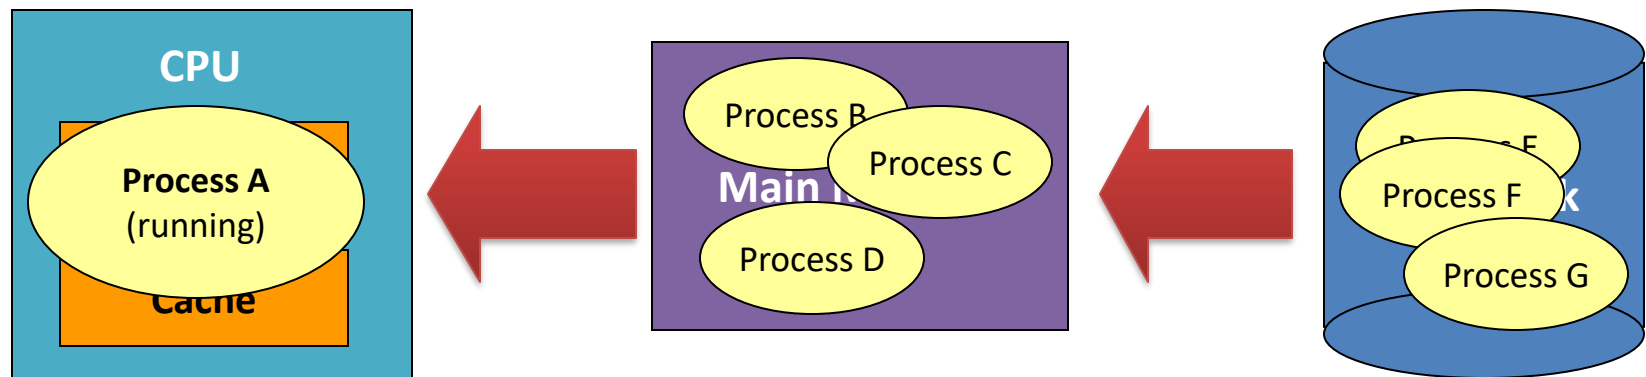 CPU
Process A
(running)
Cache
Process B
Process C
Main
Process D
Process F
Process G